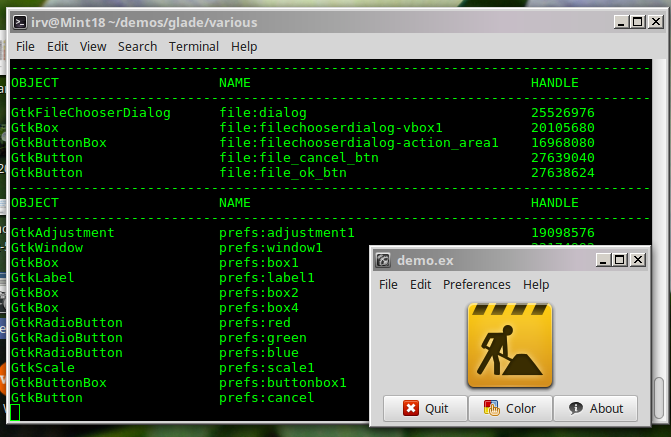 irv@Mint18 ~/demos/glade/various
File Edit View Search Terminal Help
OBJECT NAME HANDLE
GtkFileChooserDialog file:dialog 25526976
GtkBox file:filechooserdialog-vbox1 20105680
GtkButtonBox file:filechooserdialog-action_area1 16968080
GtkButton file:file_cancel_btn 27639040
GtkButton file:file_ok_btn 27638624
OBJECT NAME HANDLE
GtkAdjustment prefs:adjustment1 19098576
GtkWindow prefs:window1
GtkBox prefs:box1
GtkLabel prefs:label1
GtkBox prefs:box2
GtkBox prefs:box4
GtkRadioButton prefs:red
GtkRadioButton prefs:green
GtkRadioButton prefs:blue
GtkScale prefs:scale1
GtkButtonBox prefs:buttonbox1
GtkButton prefs:cancel
demo.ex
File Edit Preferences Help
Quit Color About